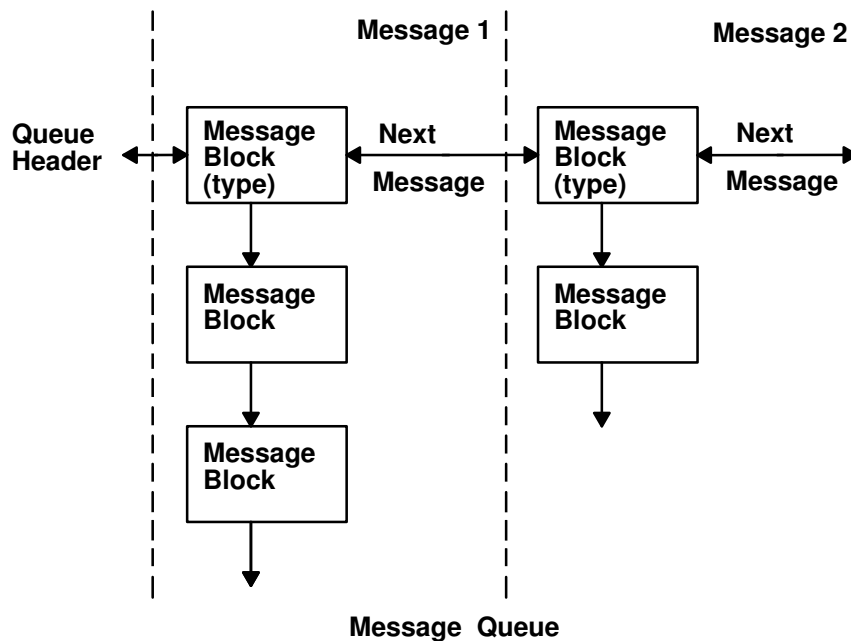 Message 1
Message 2
Queue
Header
Message
Block
(type)
Next
Message
Message
Block
(type)
Next
Message
Message
Block
Message
Block
Message
Block
Message Queue